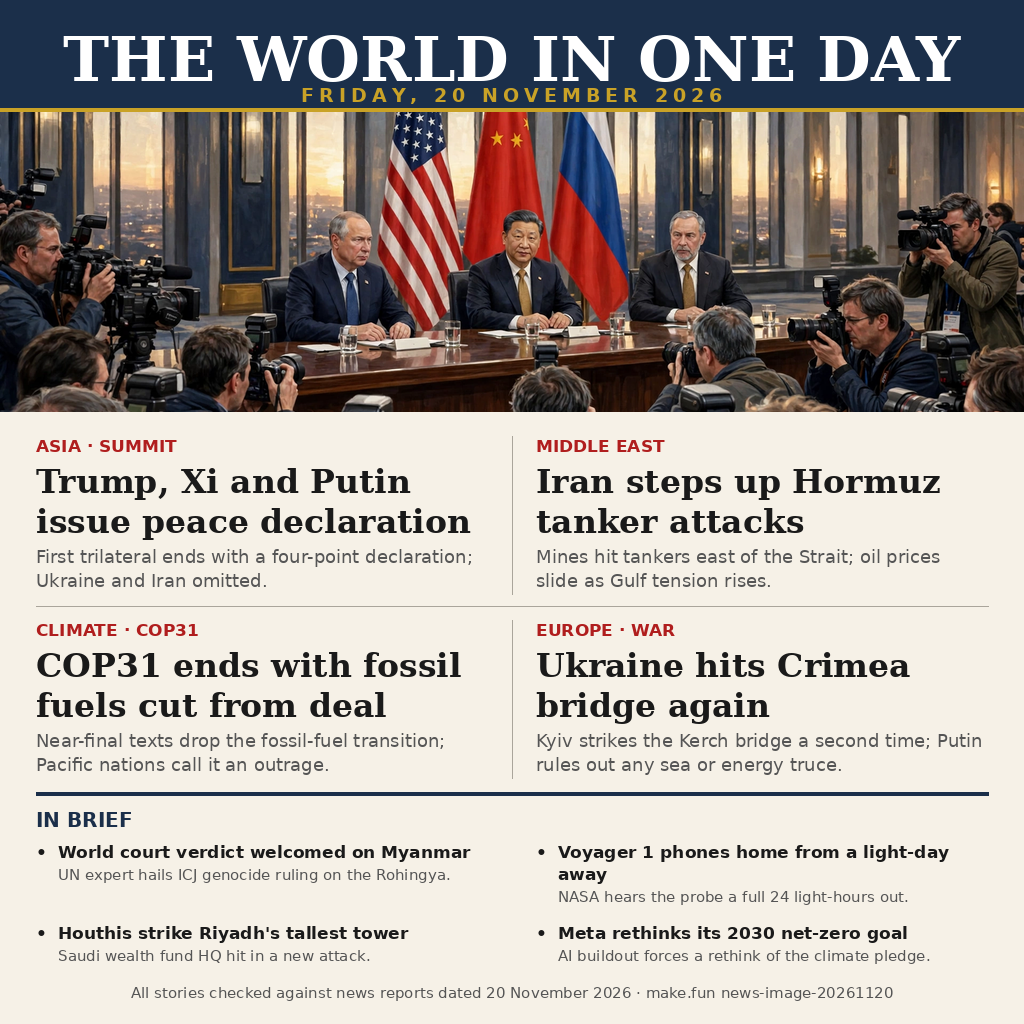 THE WORLD IN ONE DAY
FRIDAY, 20 NOVEMBER 2026
ASIA · SUMMIT
Trump, Xi and Putin
issue peace declaration
First trilateral ends with a four-point declaration;
Ukraine and Iran omitted.
MIDDLE EAST
Iran steps up Hormuz
tanker attacks
Mines hit tankers east of the Strait; oil prices
slide as Gulf tension rises.
CLIMATE · COP31
COP31 ends with fossil
fuels cut from deal
Near-final texts drop the fossil-fuel transition;
Pacific nations call it an outrage.
EUROPE · WAR
Ukraine hits Crimea
bridge again
Kyiv strikes the Kerch bridge a second time; Putin
rules out any sea or energy truce.
IN BRIEF
• World court verdict welcomed on Myanmar
UN expert hails ICJ genocide ruling on the Rohingya.
• Voyager 1 phones home from a light-day
away
NASA hears the probe a full 24 light-hours out.
• Houthis strike Riyadh's tallest tower
Saudi wealth fund HQ hit in a new attack.
• Meta rethinks its 2030 net-zero goal
AI buildout forces a rethink of the climate pledge.
All stories checked against news reports dated 20 November 2026 · make.fun news-image-20261120